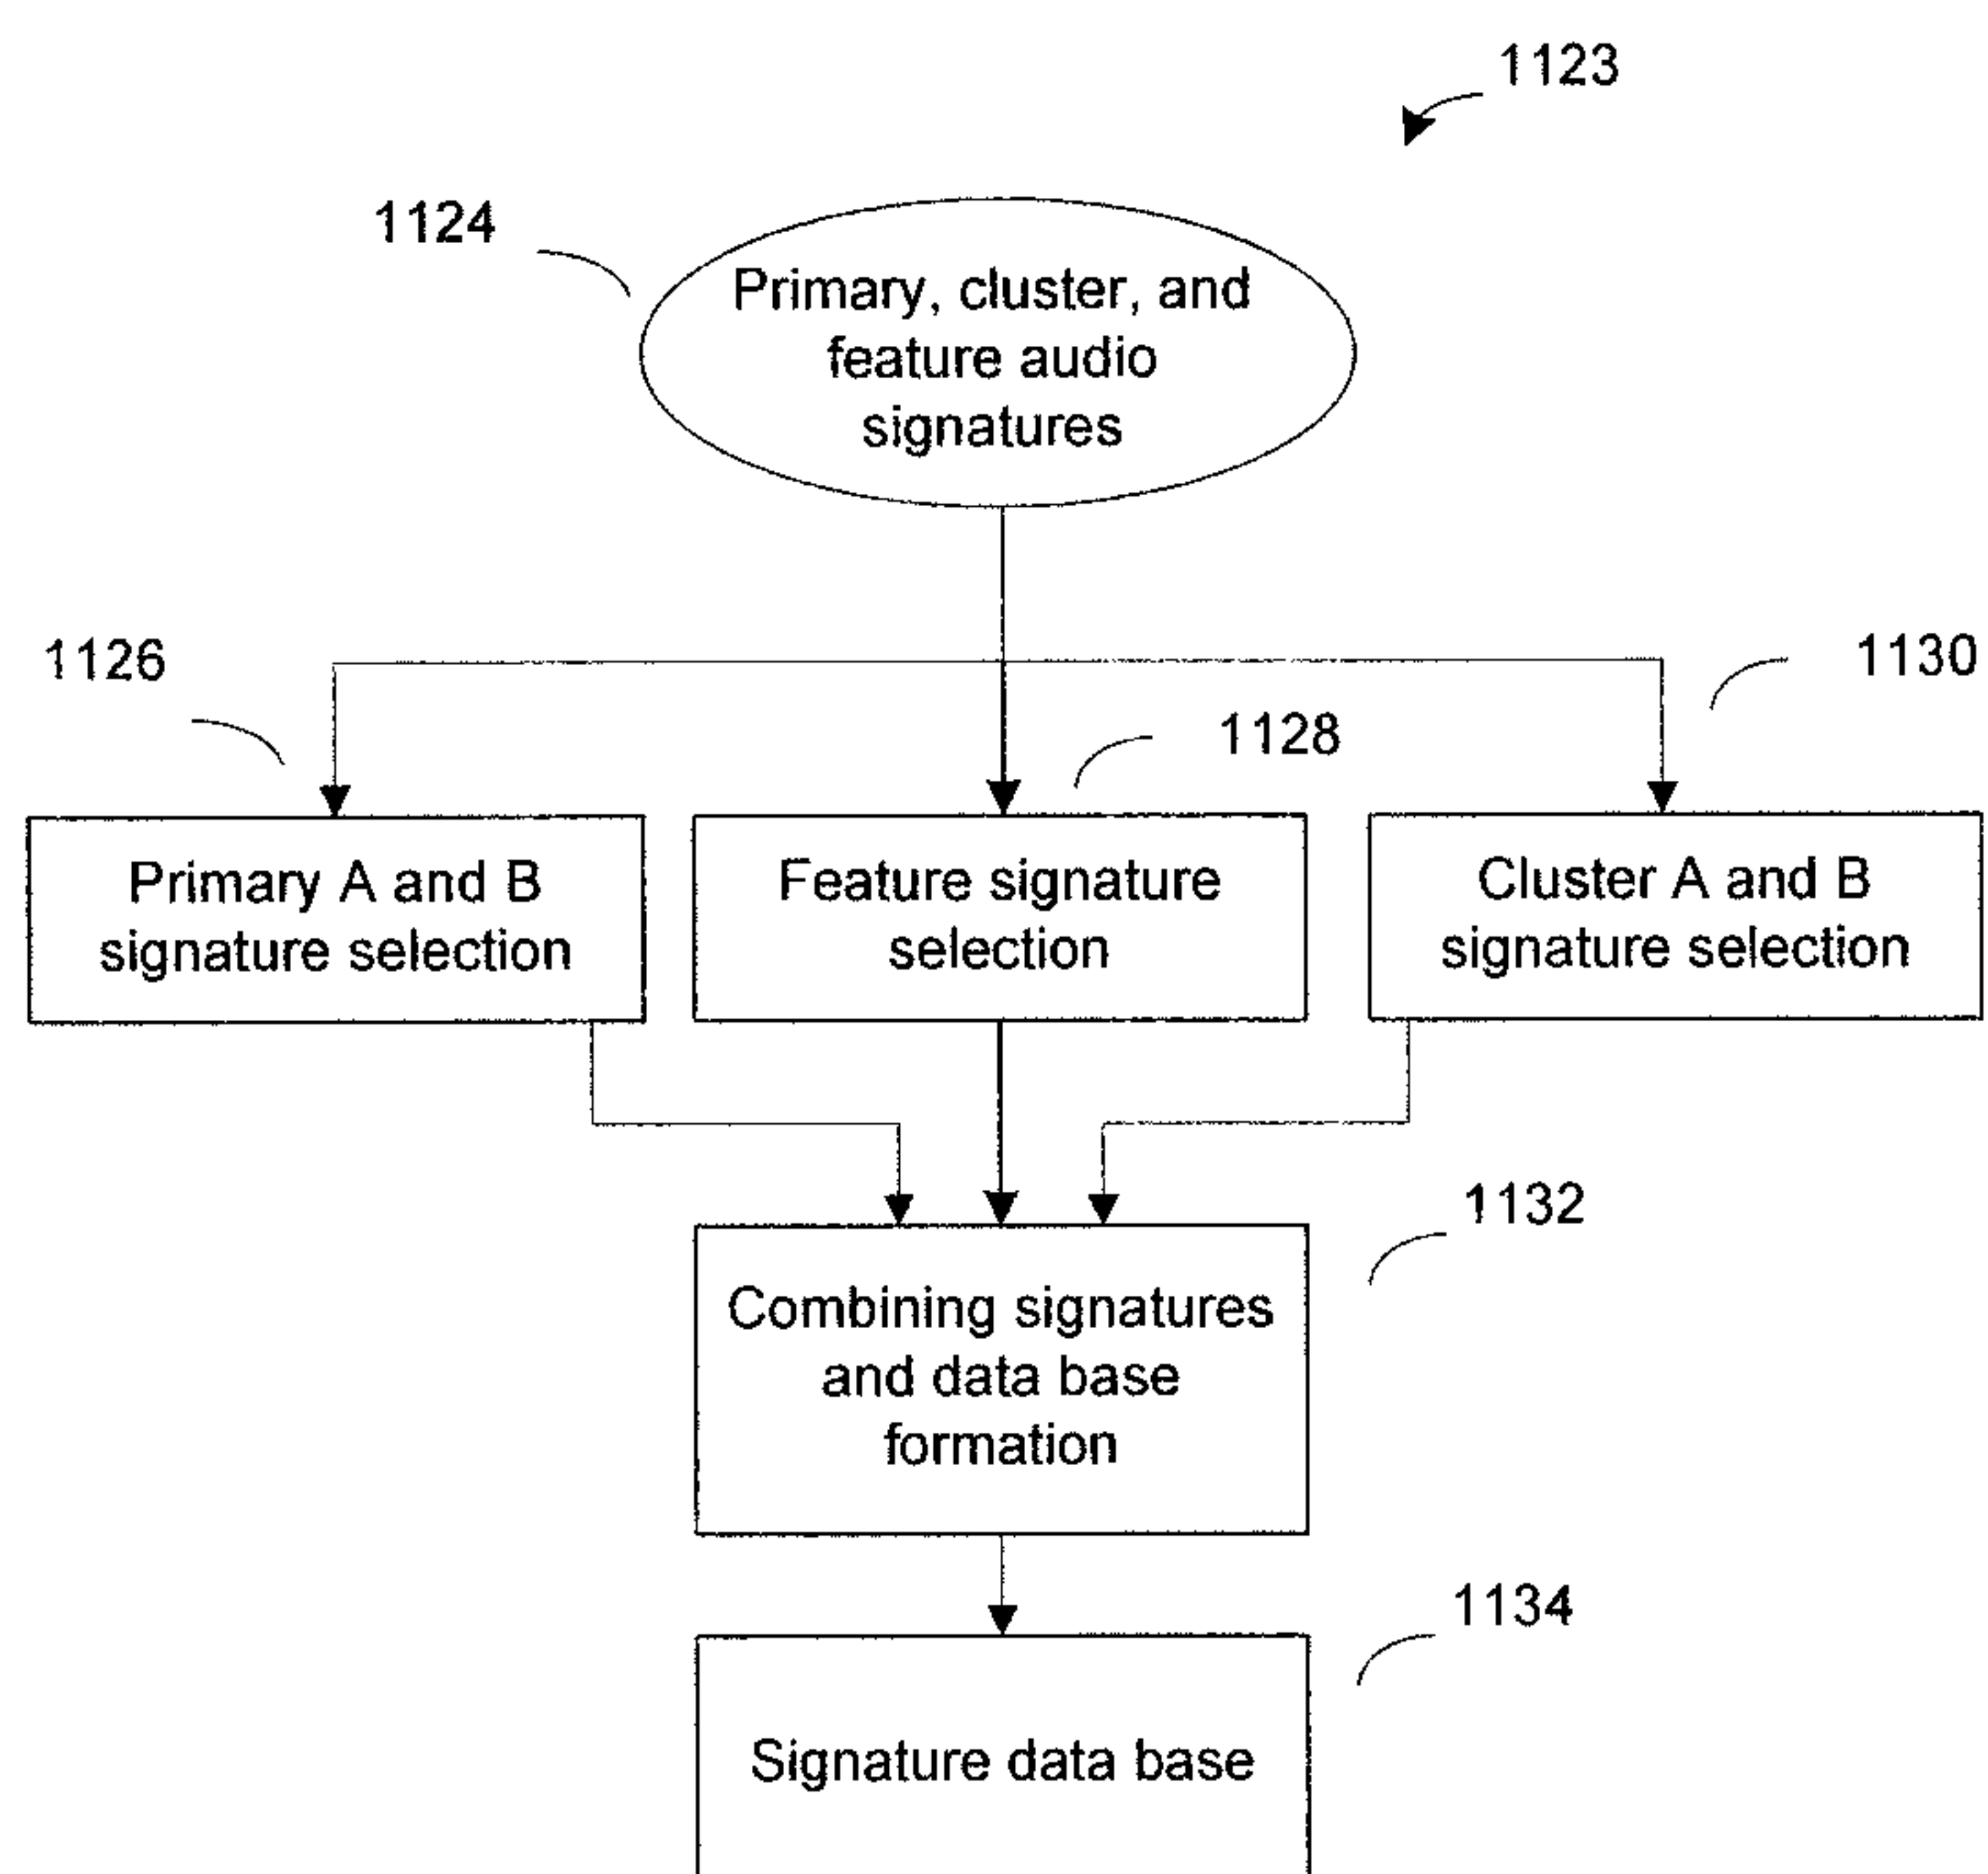 1123
1124
Primary, cluster, and
feature audio
signatures
1126
1130
1128
Primary A and B
signature selection
Feature signature
selection
Cluster A and B
signature selection
1132
Combining signatures
and data base
formation
1134
Signature data base